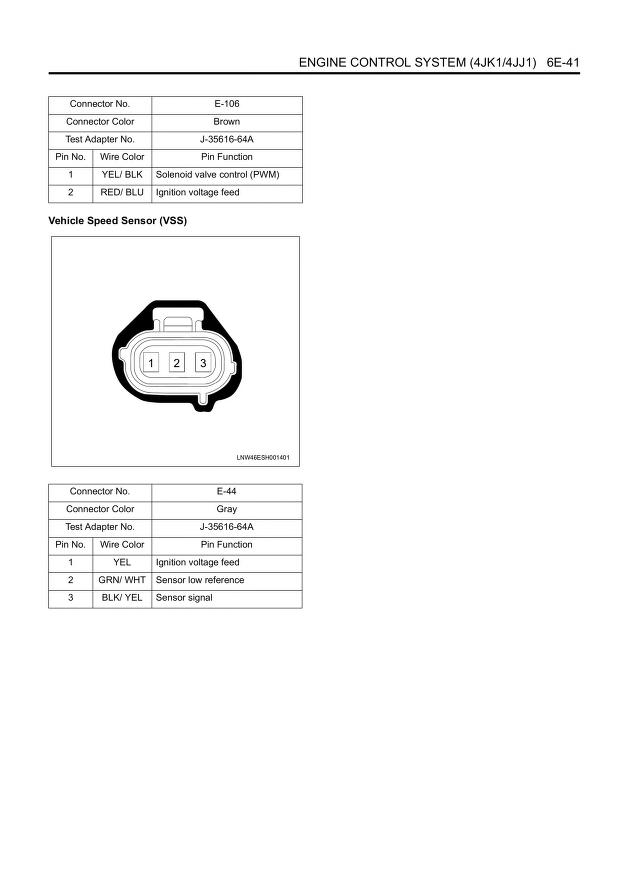 ENGINE CONTROL SYSTEM (4JK1/4JJ1) 6E-41
Connector No. E-106
Connector Color Brown
Test Adapter No. J-35616-64A
Pin No. Wire Color Pin Function
1 YEL/ BLK Solenoid valve control (PWM)
2 RED/ BLU Ignition voltage feed
Vehicle Speed Sensor (VSS)
1 2 3
LNW46ESH001401
Connector No. E-44
Connector Color Gray
Test Adapter No. J-35616-64A
Pin No. Wire Color Pin Function
1 YEL Ignition voltage feed
2 GRN/ WHT Sensor low reference
3 BLK/ YEL Sensor signal